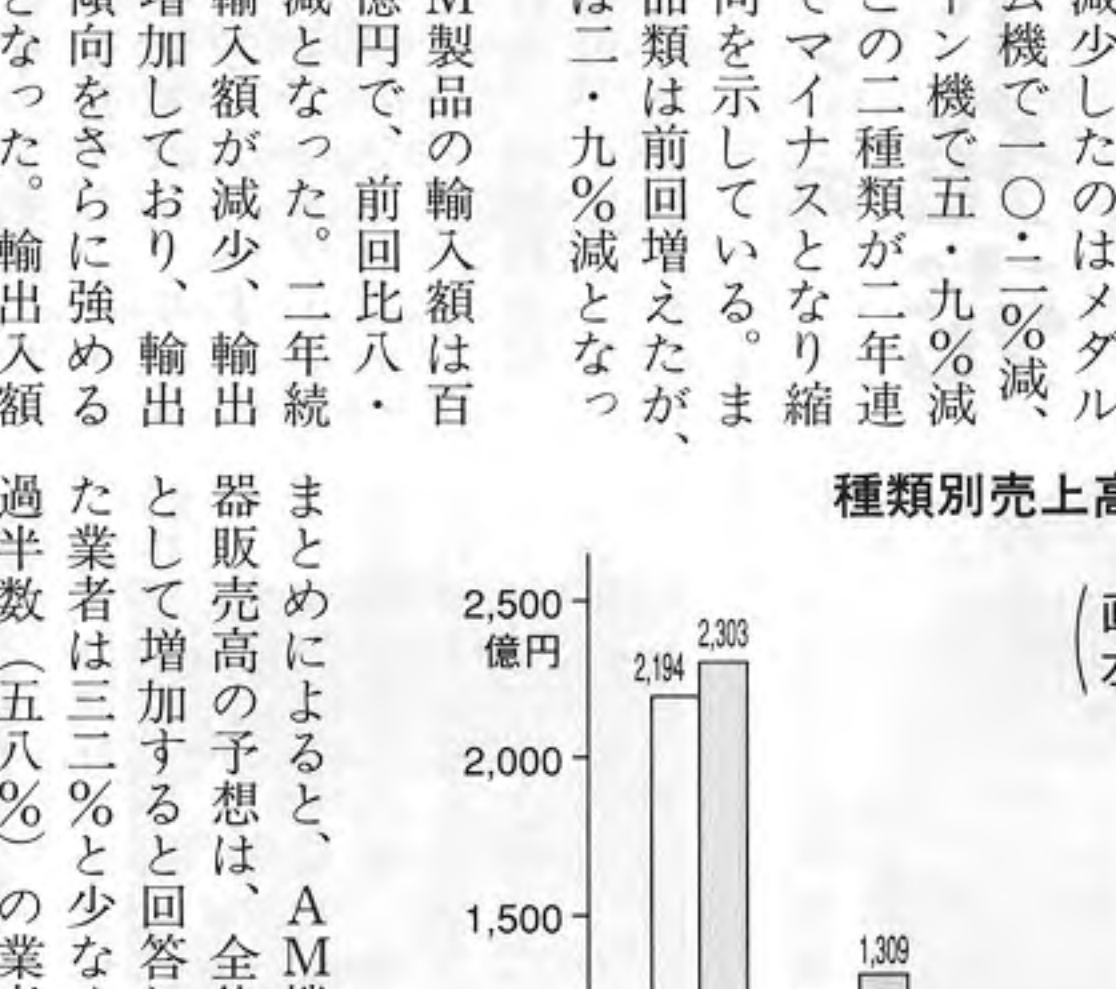 減少したのはメダル
ム機で一〇・二%減、
イン機で五・九%減
この二種類が二年連
でマイナスとなり縮
向を示している。ま
品類は前回増えたが、
は二・九%減となっ
M製品の輸入額は百
億円で、前回比八・
減となった。二年続
輸入額が減少、輸出
増加しており、輸出
傾向をさらに強める
となった。輸出入額
種類別売上高
2,500
億円
2,194
2,303
2,000
1,500
1,309
まとめによると、AM機
器販売高の予想は、全
として増加すると回答し
た業者は三二%と少な
過半数（五八%）の業